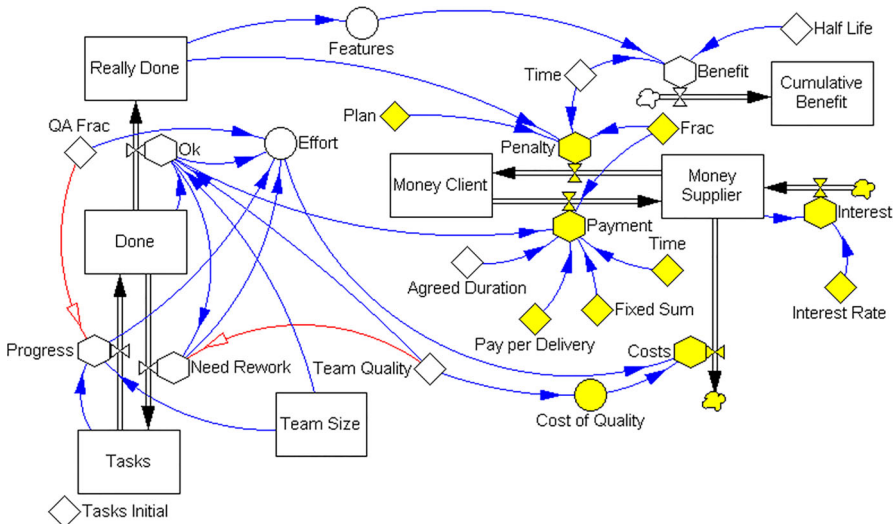 Features
Half Life
Really Done
Time
Benefit
Cumulative
Benefit
Plan
QA Frac
Ok
Effort
Penalty
Frac
Money Client
Money
Supplier
Payment
Interest
Done
Time
Agreed Duration
Fixed Sum
Interest Rate
Pay per Delivery
Progress
Need Rework
Team Quality
Costs
Team Size
Cost of Quality
Tasks
Tasks Initial